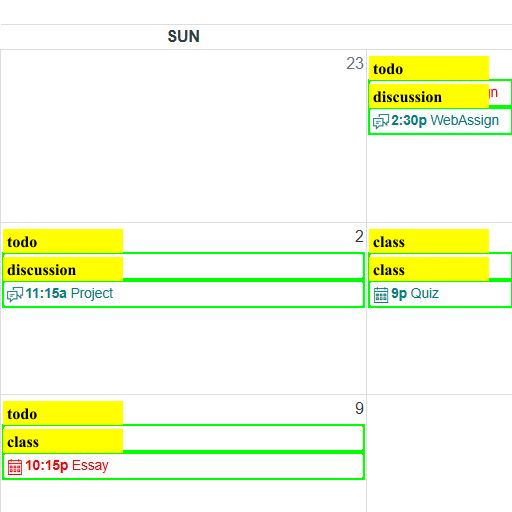 SUN
23
todo
discussion
2:30p WebAssign
2
todo
discussion
11:15a Project
class
class
9p Quiz
9
todo
class
10:15p Essay